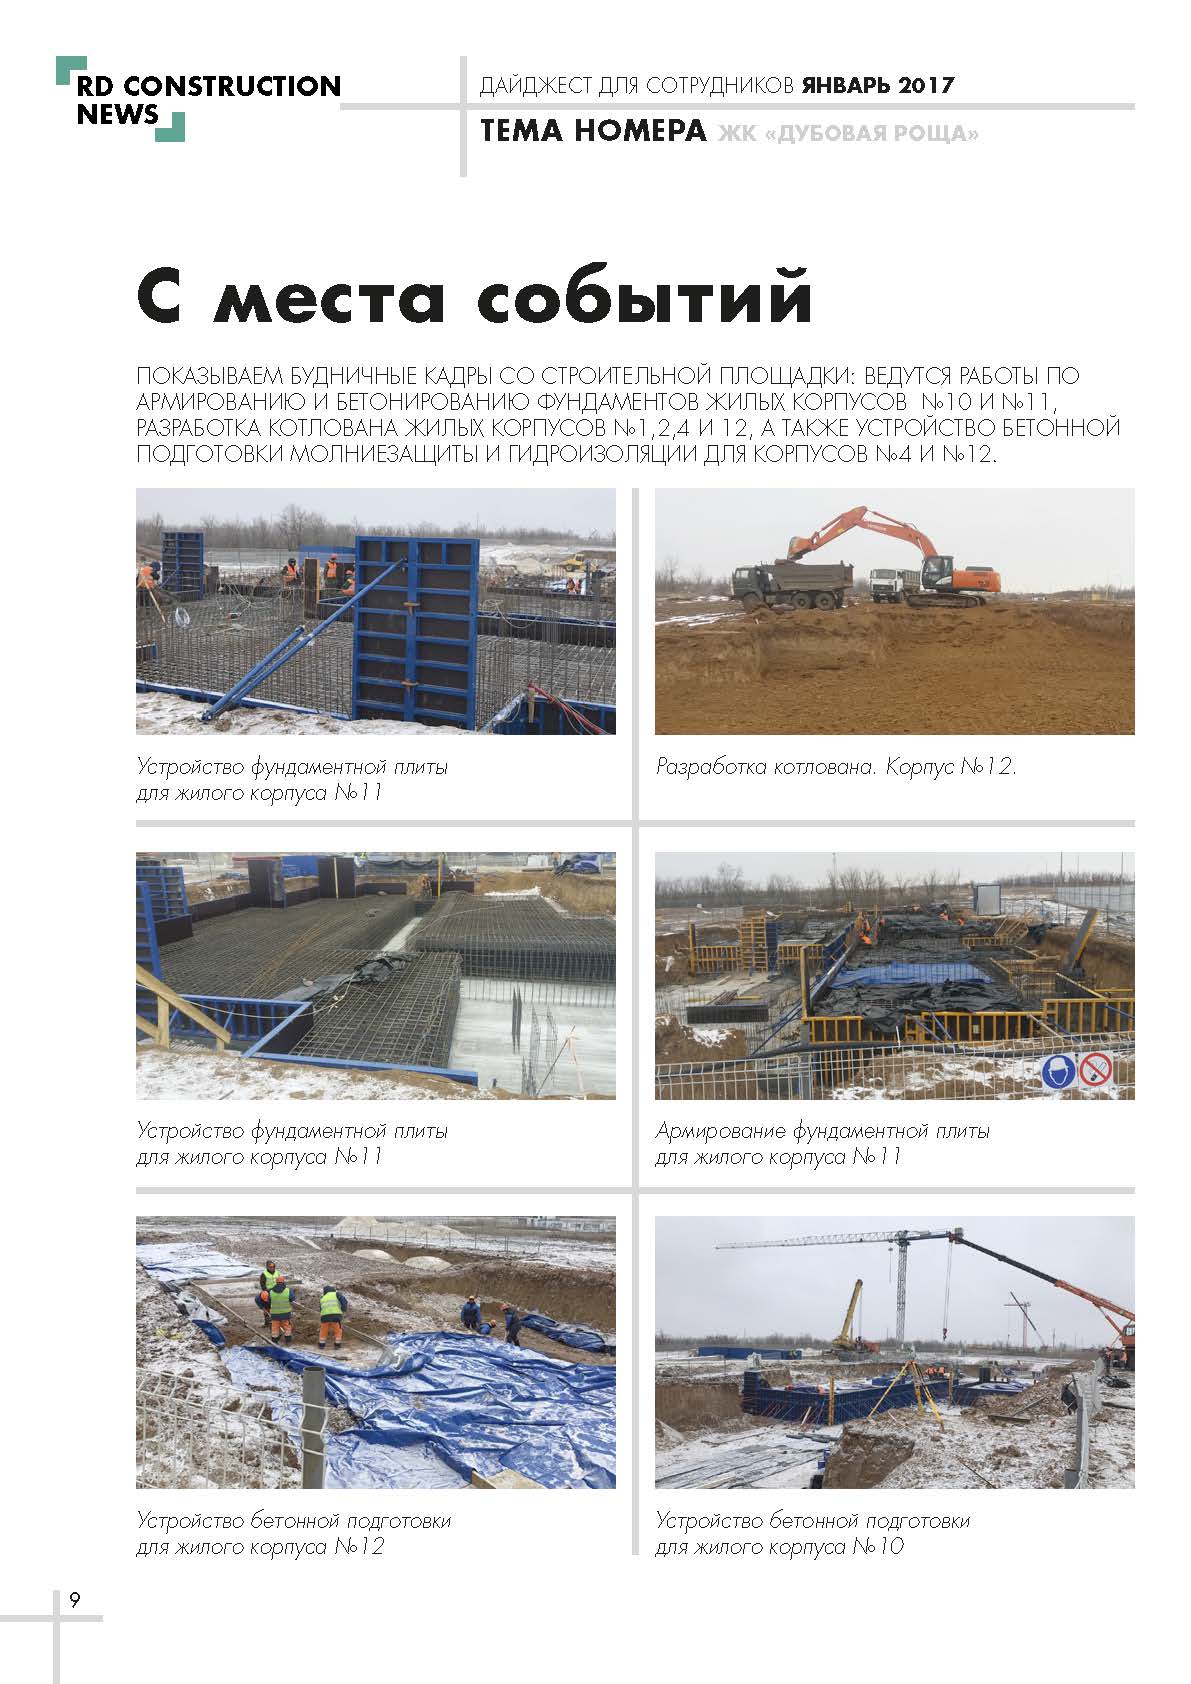 RD CONSTRUCTION
NEWS
ДАЙДЖЕСТ ДЛЯ СОТРУДНИКОВ ЯНВАРЬ 2017
ТЕМА НОМЕРА ЖК «ДУБОВАЯ РОЩА»
С места событий
ПОКАЗЫВАЕМ БУДНИЧНЫЕ КАДРЫ СО СТРОИТЕЛЬНОЙ ПЛОЩАДКИ: ВЕДУТСЯ РАБОТЫ ПО
АРМИРОВАНИЮ И БЕТОНИРОВАНИЮ ФУНДАМЕНТОВ ЖИЛЫХ КОРПУСОВ №10 И №11,
РАЗРАБОТКА КОТЛОВАНА ЖИЛЫХ КОРПУСОВ №1,2,4 И 12, А ТАКЖЕ УСТРОЙСТВО БЕТОННОЙ
ПОДГОТОВКИ МОЛНИЕЗАЩИТЫ И ГИДРОИЗОЛЯЦИИ ДЛЯ КОРПУСОВ №4 И №12.
Устройство фундаментной плиты
для жилого корпуса №11
Разработка котлована. Корпус №12.
Устройство фундаментной плиты
для жилого корпуса №11
Армирование фундаментной плиты
для жилого корпуса №11
Устройство бетонной подготовки
для жилого корпуса №12
Устройство бетонной подготовки
для жилого корпуса №10
9